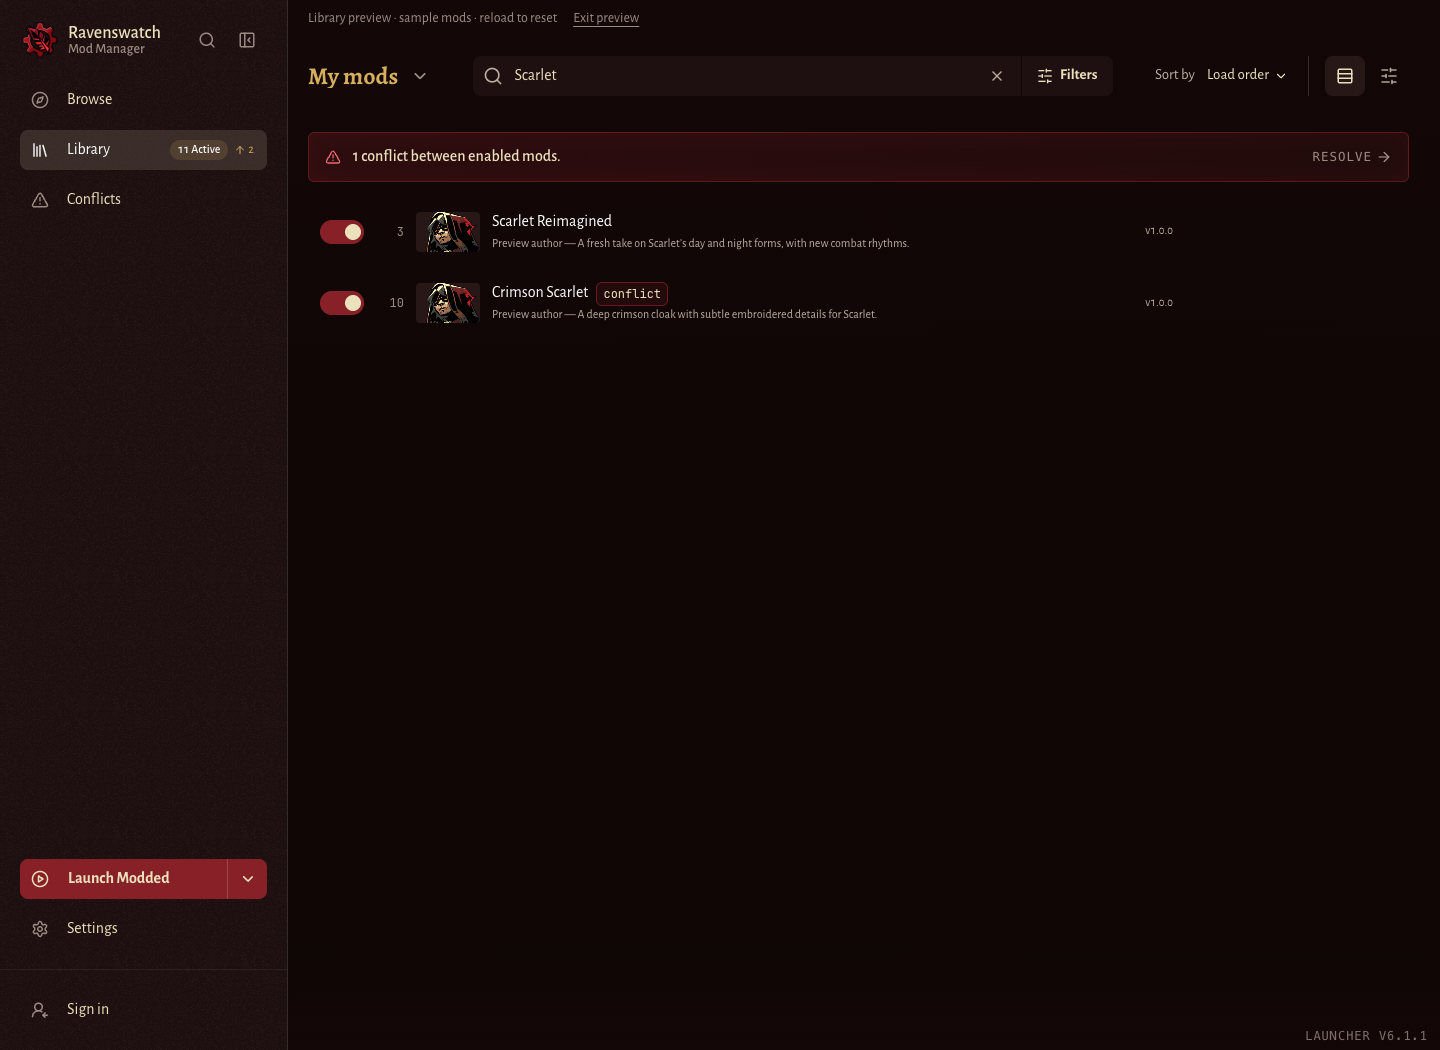 Ravenswatch
Mod Manager
Browse
Library 11 Active 2
Conflicts
Launch Modded
Settings
Sign in
Library preview · sample mods · reload to reset Exit preview
My mods
Scarlet
Filters
Sort by Load order
1 conflict between enabled mods.
RESOLVE
3
Scarlet Reimagined
Preview author — A fresh take on Scarlet's day and night forms, with new combat rhythms.
v1.0.0
10
Crimson Scarlet conflict
Preview author — A deep crimson cloak with subtle embroidered details for Scarlet.
v1.0.0
LAUNCHER V6.1.1